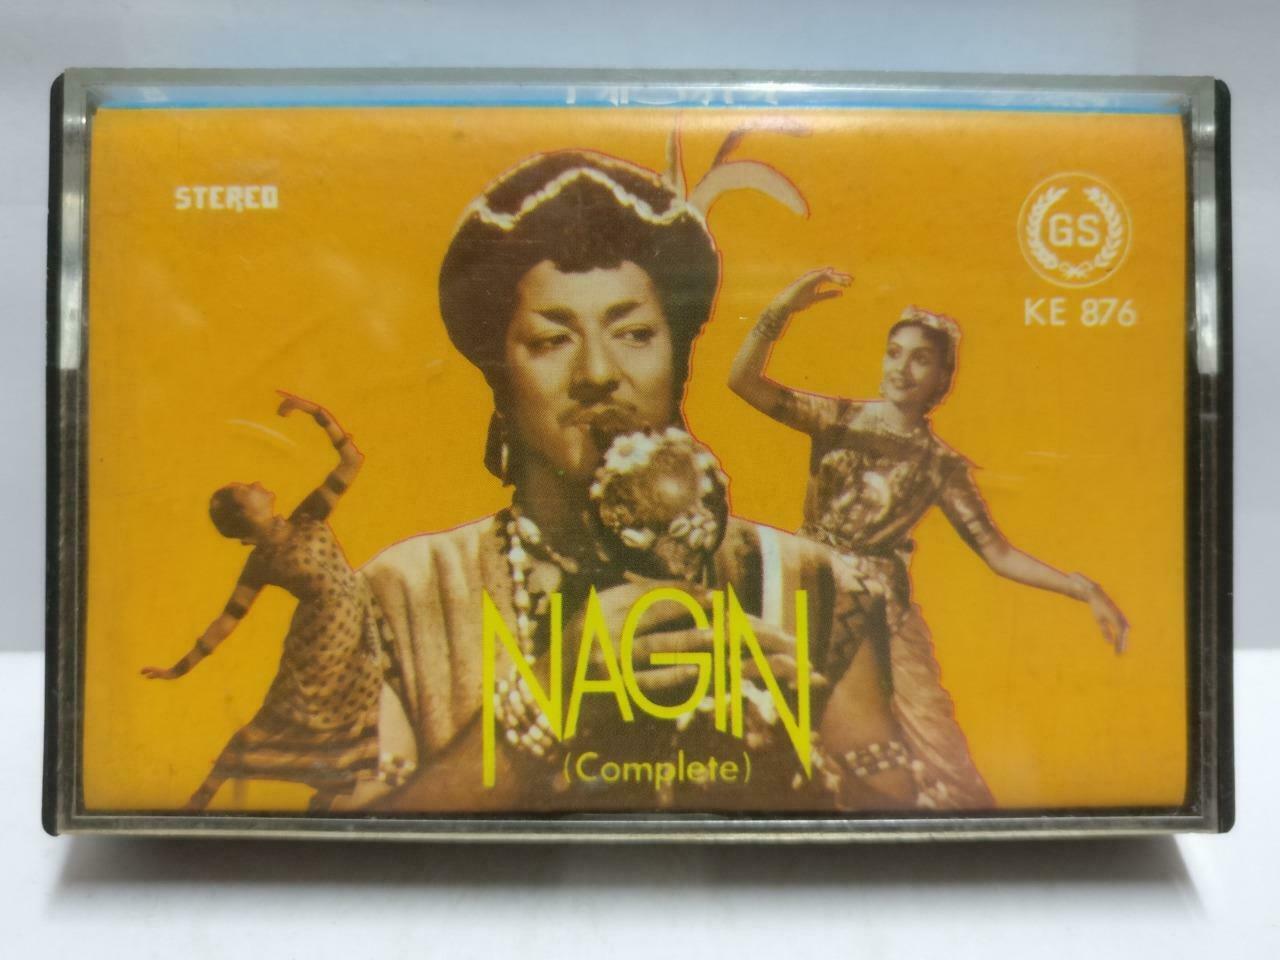 STEREO
GS
KE 876
NAGIN
(Complete)